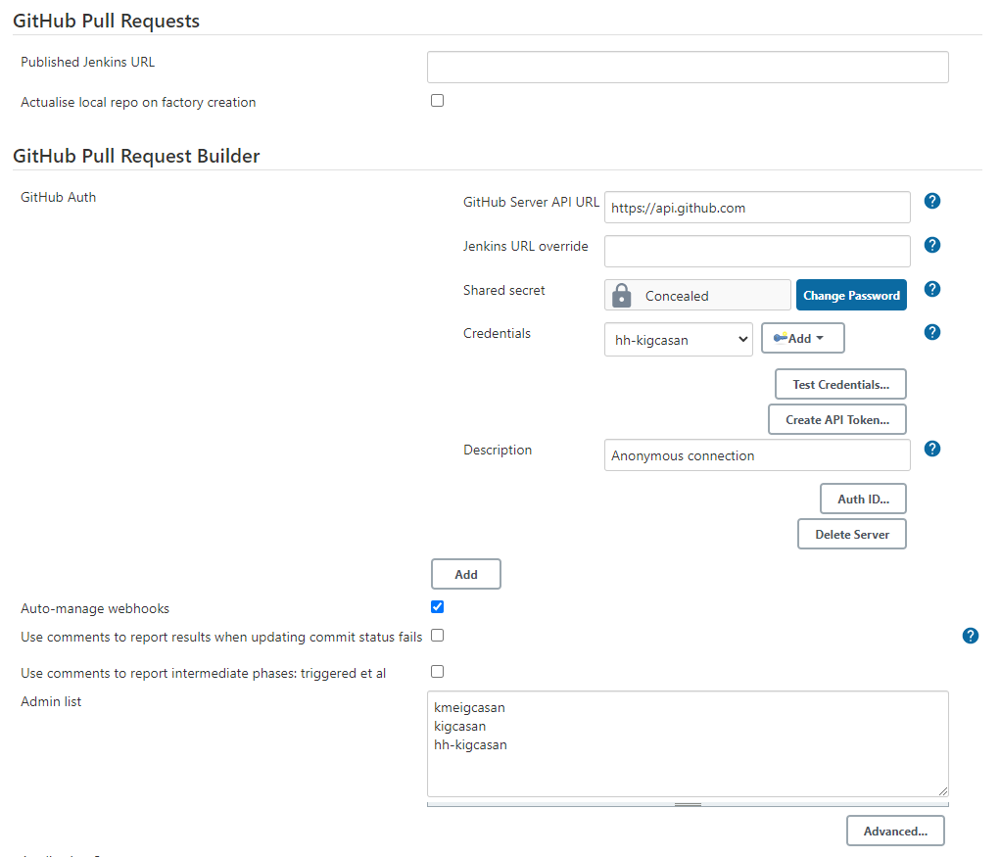 GitHub Pull Requests
Published Jenkins URL
Actualise local repo on factory creation
GitHub Pull Request Builder
GitHub Auth
GitHub Server API URL
https://api.github.com
Jenkins URL override
Shared secret
Concealed
Change Password
Credentials
hh-kigcasan
Add
Test Credentials...
Create API Token...
Description
Anonymous connection
Auth ID...
Delete Server
Add
Auto-manage webhooks
Use comments to report results when updating commit status fails
Use comments to report intermediate phases: triggered et al
Admin list
kmeigcasan
kigcasan
hh-kigcasan
Advanced...